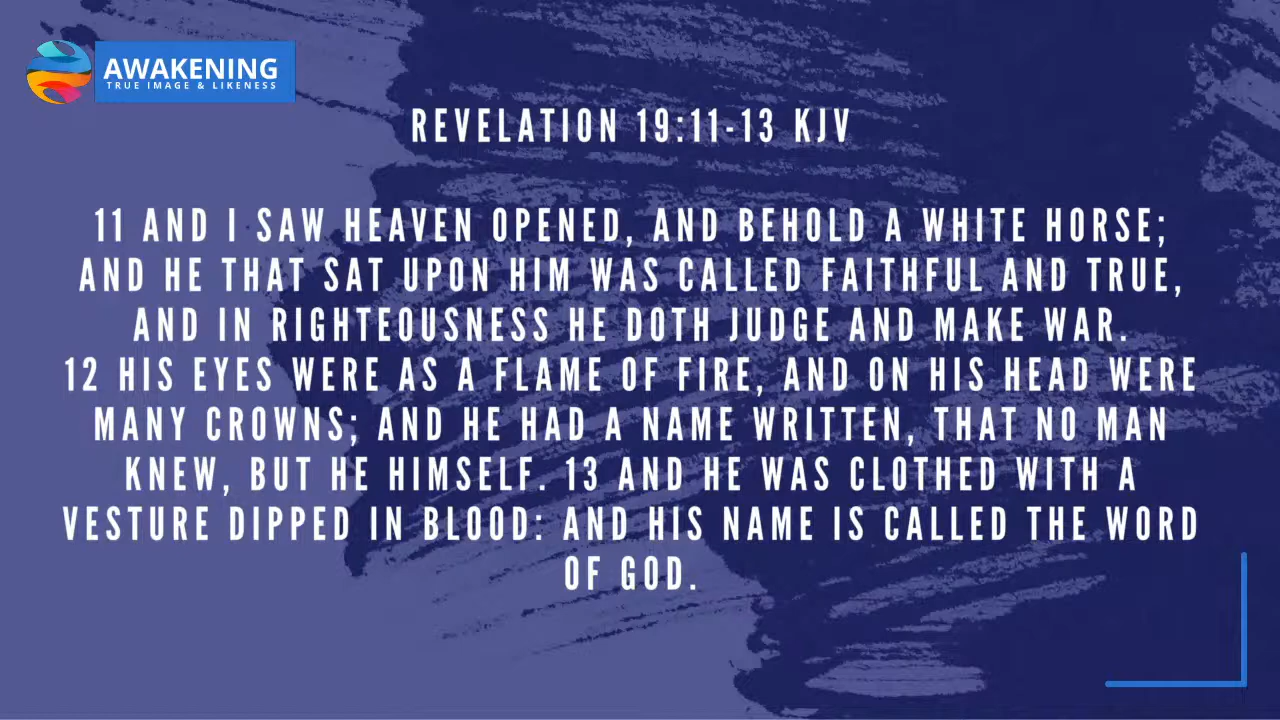 AWAKENING
TRUE IMAGE & LIKENESS
REVELATION 19:11-13 KJV
11 AND I SAW HEAVEN OPENED, AND BEHOLD A WHITE HORSE;
AND HE THAT SAT UPON HIM WAS CALLED FAITHFUL AND TRUE,
AND IN RIGHTEOUSNESS HE DOTH JUDGE AND MAKE WAR.
12 HIS EYES WERE AS A FLAME OF FIRE, AND ON HIS HEAD WERE
MANY CROWNS; AND HE HAD A NAME WRITTEN, THAT NO MAN
KNEW, BUT HE HIMSELF. 13 AND HE WAS CLOTHED WITH A
VESTURE DIPPED IN BLOOD: AND HIS NAME IS CALLED THE WORD
OF GOD.